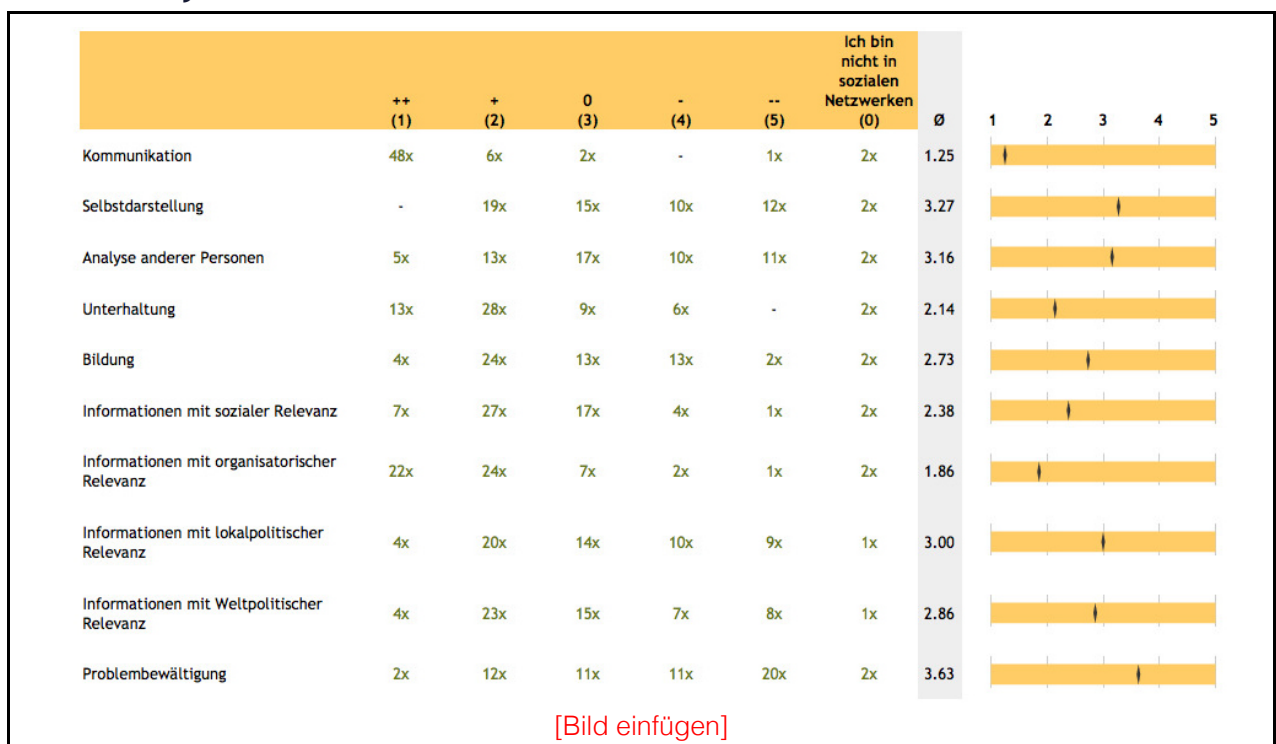 Ich bin
nicht in
sozialen
++ + 0 - -- Netzwerken
(1) (2) (3) (4) (5) (0) Ø 1 2 3 4 5
Kommunikation 48x 6x 2x - 1x 2x 1.25
Selbstdarstellung - 19x 15x 10x 12x 2x 3.27
Analyse anderer Personen 5x 13x 17x 10x 11x 2x 3.16
Unterhaltung 13x 28x 9x 6x - 2x 2.14
Bildung 4x 24x 13x 13x 2x 2x 2.73
Informationen mit sozialer Relevanz 7x 27x 17x 4x 1x 2x 2.38
Informationen mit organisatorischer
Relevanz 22x 24x 7x 2x 1x 2x 1.86
Informationen mit lokalpolitischer
Relevanz 4x 20x 14x 10x 9x 1x 3.00
Informationen mit Weltpolitischer
Relevanz 4x 23x 15x 7x 8x 1x 2.86
Problembewältigung 2x 12x 11x 11x 20x 2x 3.63
[Bild einfügen]